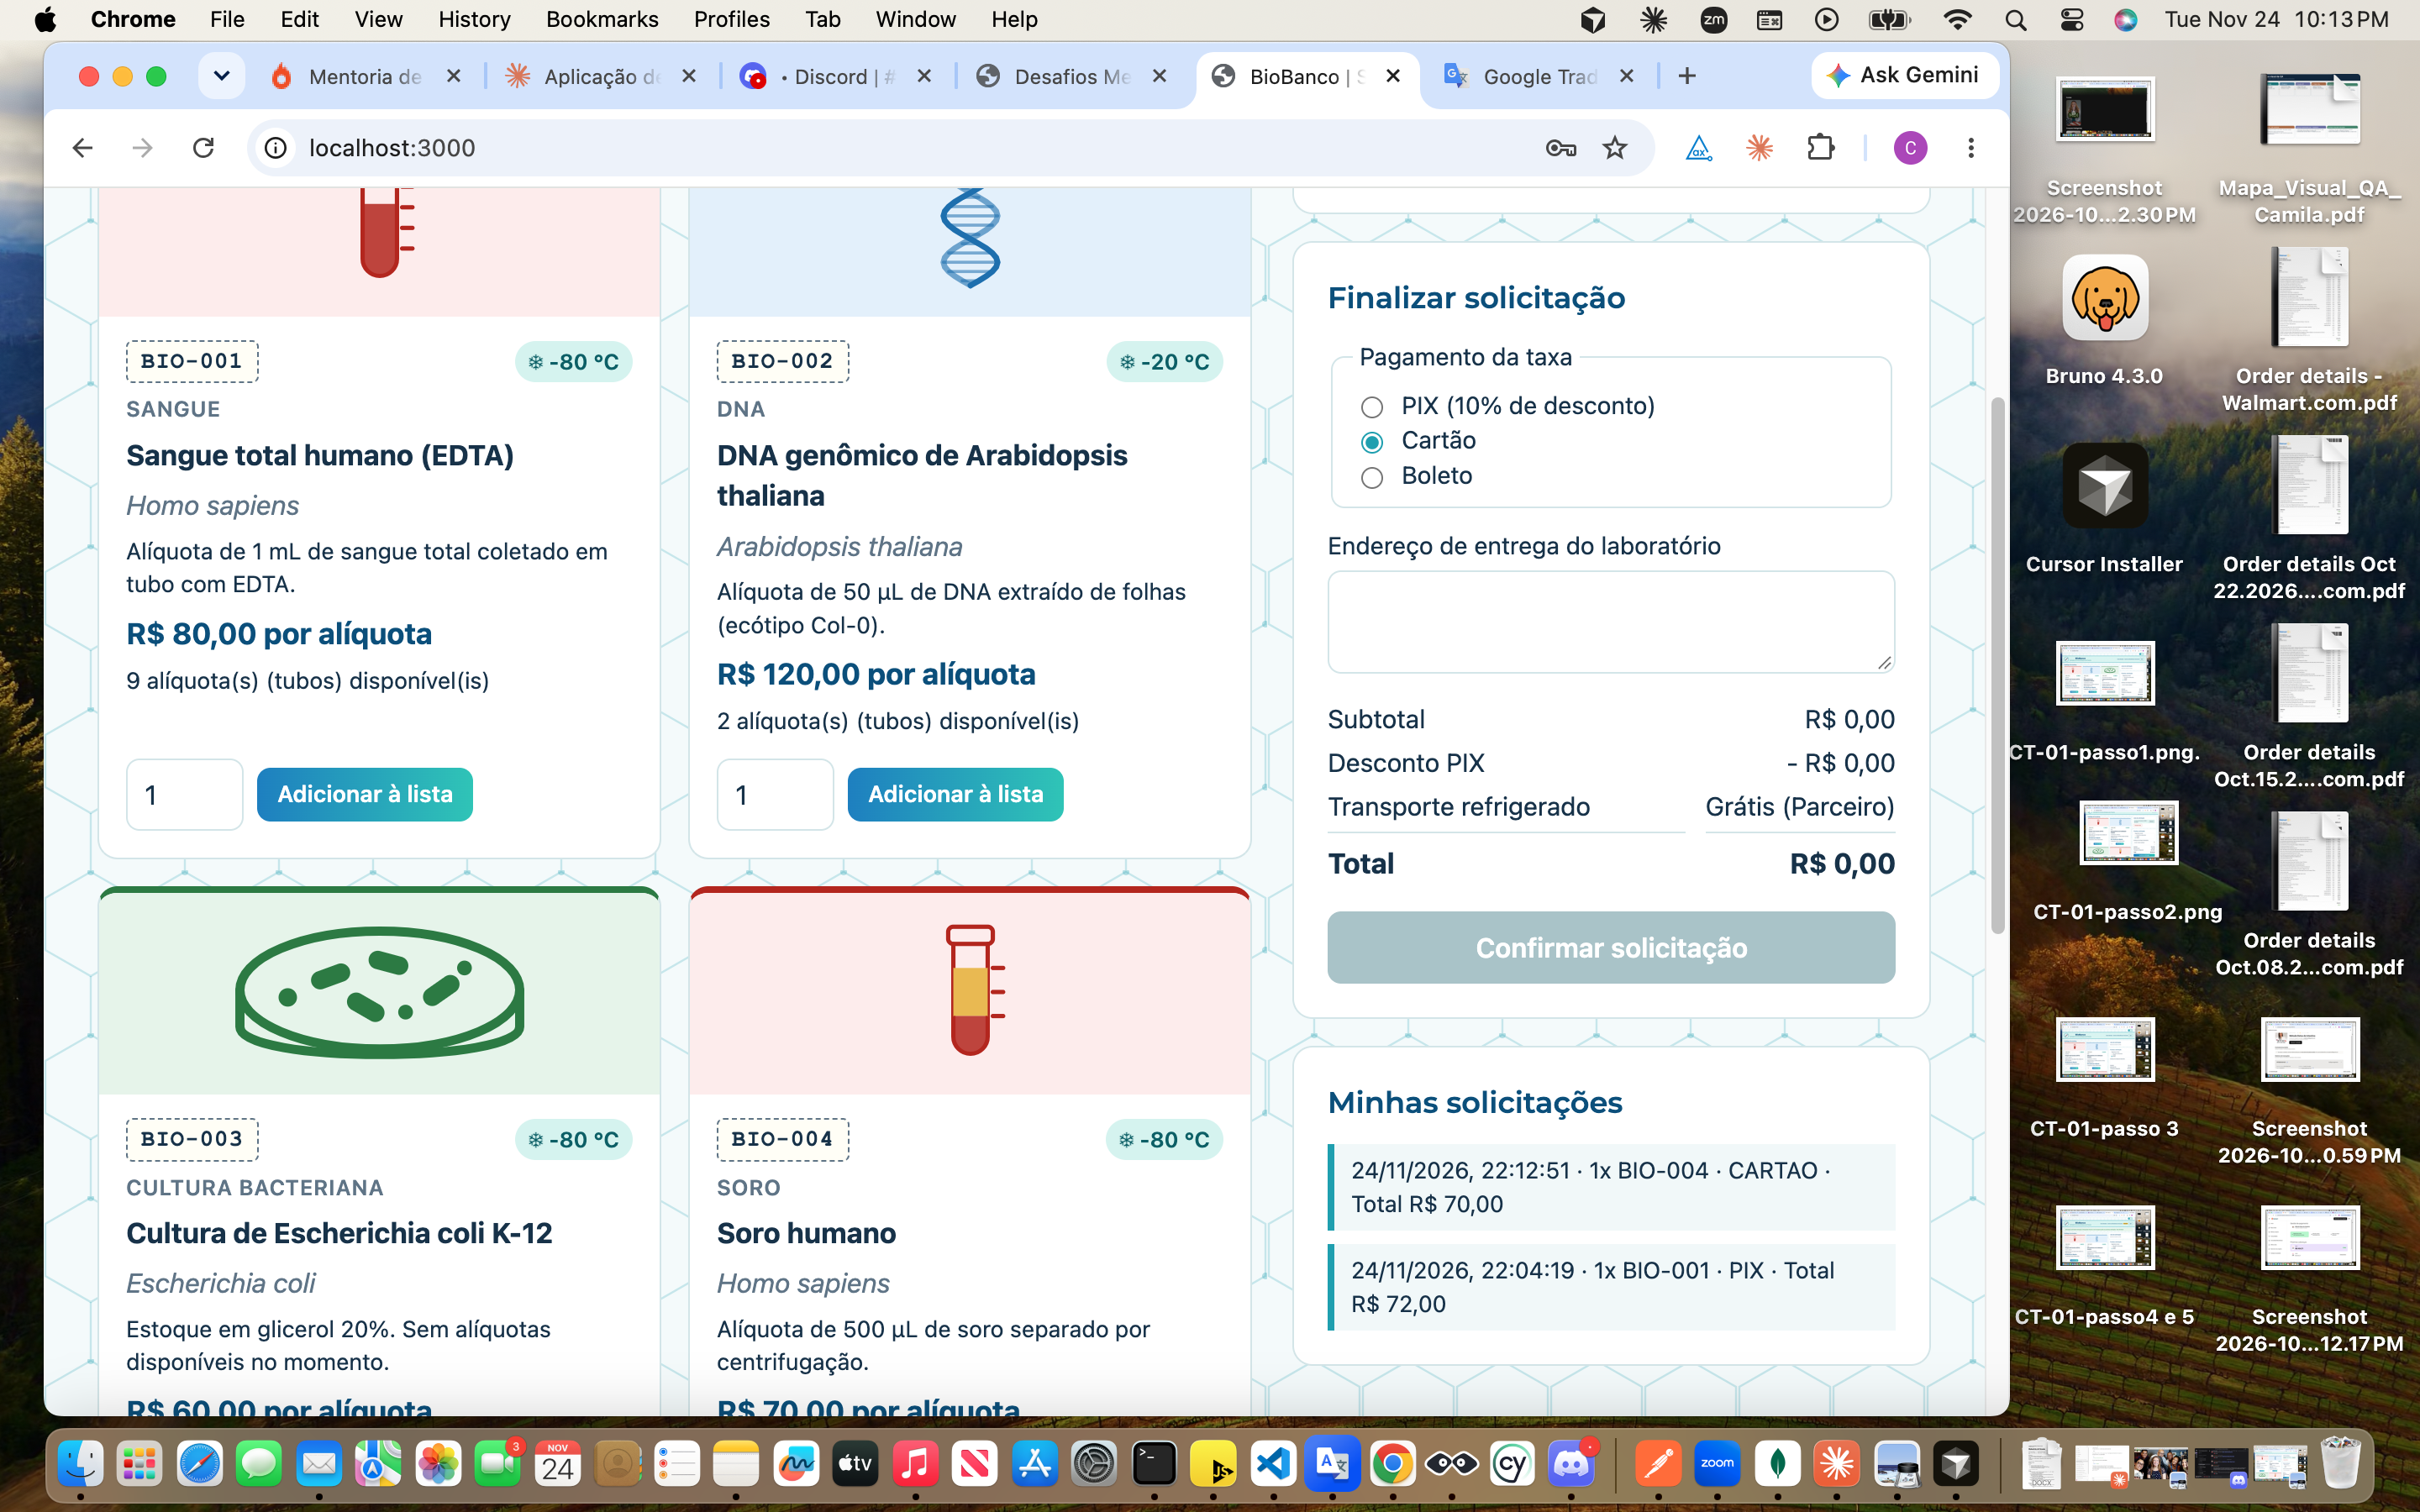 Chrome File Edit View History Bookmarks Profiles Tab Window Help
zm
Tue Nov 24 10:13 PM
Mentoria de
Aplicação de
• Discord | #
Desafios Me
BioBanco | S
Google Trad
Ask Gemini
localhost:3000
C
BIO-001
❄ -80 °C
SANGUE
Sangue total humano (EDTA)
Homo sapiens
Alíquota de 1 mL de sangue total coletado em
tubo com EDTA.
R$ 80,00 por alíquota
9 alíquota(s) (tubos) disponível(is)
1
Adicionar à lista
BIO-002
❄ -20 °C
DNA
DNA genômico de Arabidopsis
thaliana
Arabidopsis thaliana
Alíquota de 50 µL de DNA extraído de folhas
(ecótipo Col-0).
R$ 120,00 por alíquota
2 alíquota(s) (tubos) disponível(is)
1
Adicionar à lista
BIO-003
❄ -80 °C
CULTURA BACTERIANA
Cultura de Escherichia coli K-12
Escherichia coli
Estoque em glicerol 20%. Sem alíquotas
disponíveis no momento.
R$ 60,00 por alíquota
BIO-004
❄ -80 °C
SORO
Soro humano
Homo sapiens
Alíquota de 500 µL de soro separado por
centrifugação.
R$ 70,00 por alíquota
Finalizar solicitação
Pagamento da taxa
PIX (10% de desconto)
Cartão
Boleto
Endereço de entrega do laboratório
Subtotal R$ 0,00
Desconto PIX - R$ 0,00
Transporte refrigerado Grátis (Parceiro)
Total R$ 0,00
Confirmar solicitação
Minhas solicitações
24/11/2026, 22:12:51 · 1x BIO-004 · CARTAO ·
Total R$ 70,00
24/11/2026, 22:04:19 · 1x BIO-001 · PIX · Total
R$ 72,00
Screenshot
2026-10...2.30 PM
Mapa_Visual_QA_
Camila.pdf
Bruno 4.3.0
Order details -
Walmart.com.pdf
Cursor Installer
Order details Oct
22.2026....com.pdf
CT-01-passo1.png.
Order details
Oct.15.2....com.pdf
CT-01-passo2.png
Order details
Oct.08.2...com.pdf
CT-01-passo 3
Screenshot
2026-10...0.59 PM
CT-01-passo4 e 5
Screenshot
2026-10...12.17 PM
3
NOV
24
tv
JS
A
cy
zoom
DOCX